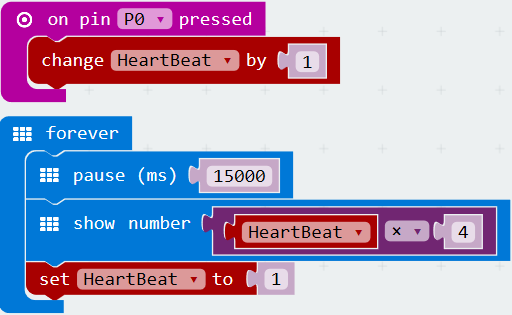 on pin P0 pressed
change HeartBeat by 1
forever
pause (ms) 15000
show number HeartBeat × 4
set HeartBeat to 1